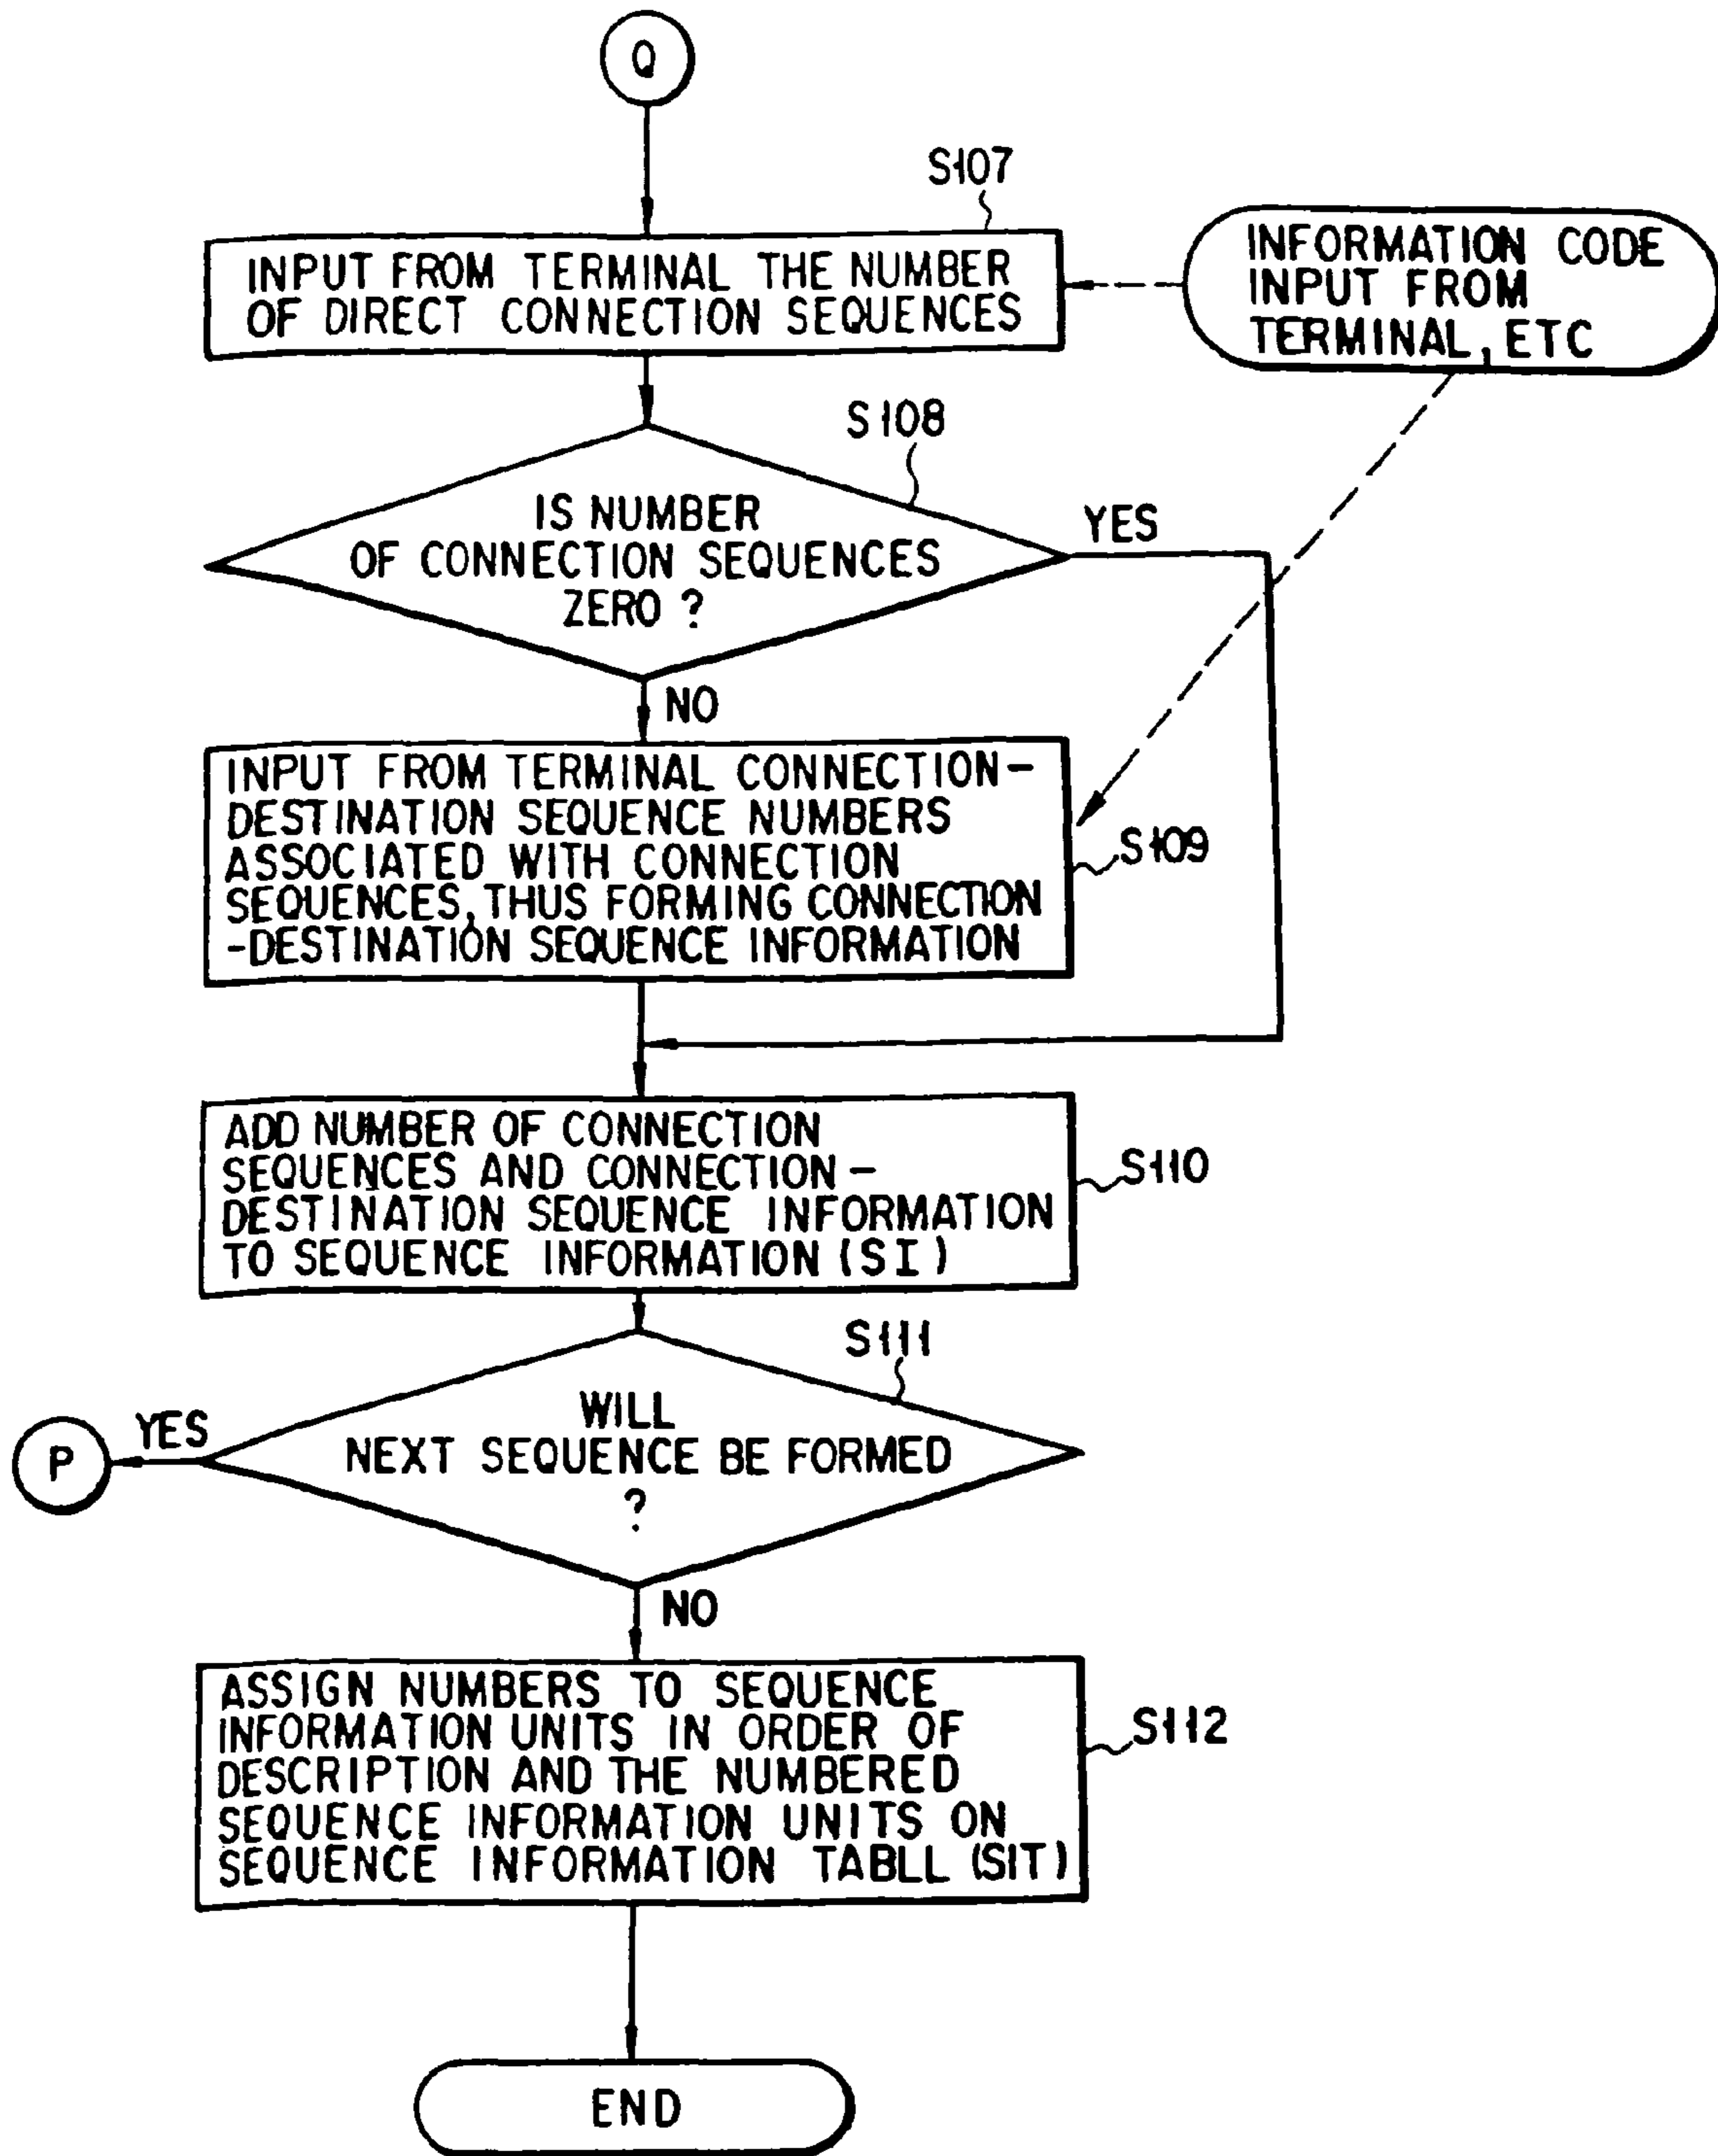 Q
S107
INPUT FROM TERMINAL THE NUMBER
OF DIRECT CONNECTION SEQUENCES
INFORMATION CODE
INPUT FROM
TERMINAL, ETC
S108
IS NUMBER
OF CONNECTION SEQUENCES
ZERO ?
YES
NO
INPUT FROM TERMINAL CONNECTION-
DESTINATION SEQUENCE NUMBERS
ASSOCIATED WITH CONNECTION
SEQUENCES, THUS FORMING CONNECTION
-DESTINATION SEQUENCE INFORMATION
S109
ADD NUMBER OF CONNECTION
SEQUENCES AND CONNECTION-
DESTINATION SEQUENCE INFORMATION
TO SEQUENCE INFORMATION (SI)
S110
S111
WILL
NEXT SEQUENCE BE FORMED
?
YES
P
NO
ASSIGN NUMBERS TO SEQUENCE
INFORMATION UNITS IN ORDER OF
DESCRIPTION AND THE NUMBERED
SEQUENCE INFORMATION UNITS ON
SEQUENCE INFORMATION TABLL (SIT)
S112
END